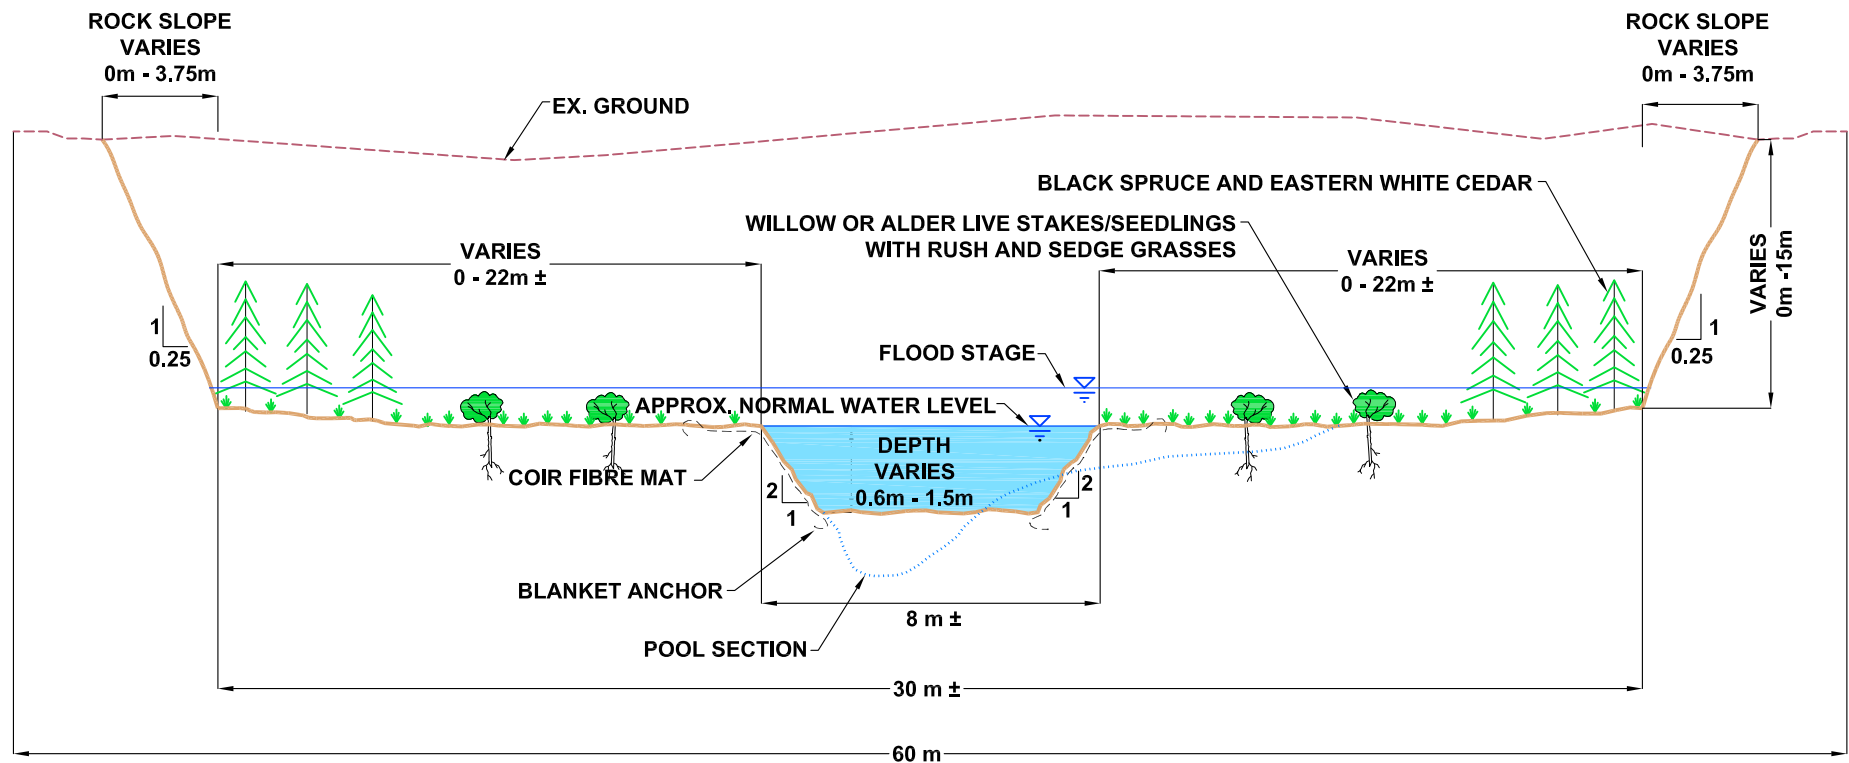 ROCK SLOPE
VARIES
0m - 3.75m
ROCK SLOPE
VARIES
0m - 3.75m
EX. GROUND
BLACK SPRUCE AND EASTERN WHITE CEDAR
WILLOW OR ALDER LIVE STAKES/SEEDLINGS
WITH RUSH AND SEDGE GRASSES
VARIES
0 - 22m ±
VARIES
0 - 22m ±
VARIES
0m -15m
1
0.25
1
0.25
FLOOD STAGE
APPROX. NORMAL WATER LEVEL
DEPTH
VARIES
0.6m - 1.5m
COIR FIBRE MAT
2
1
2
1
BLANKET ANCHOR
8 m ±
POOL SECTION
30 m ±
60 m